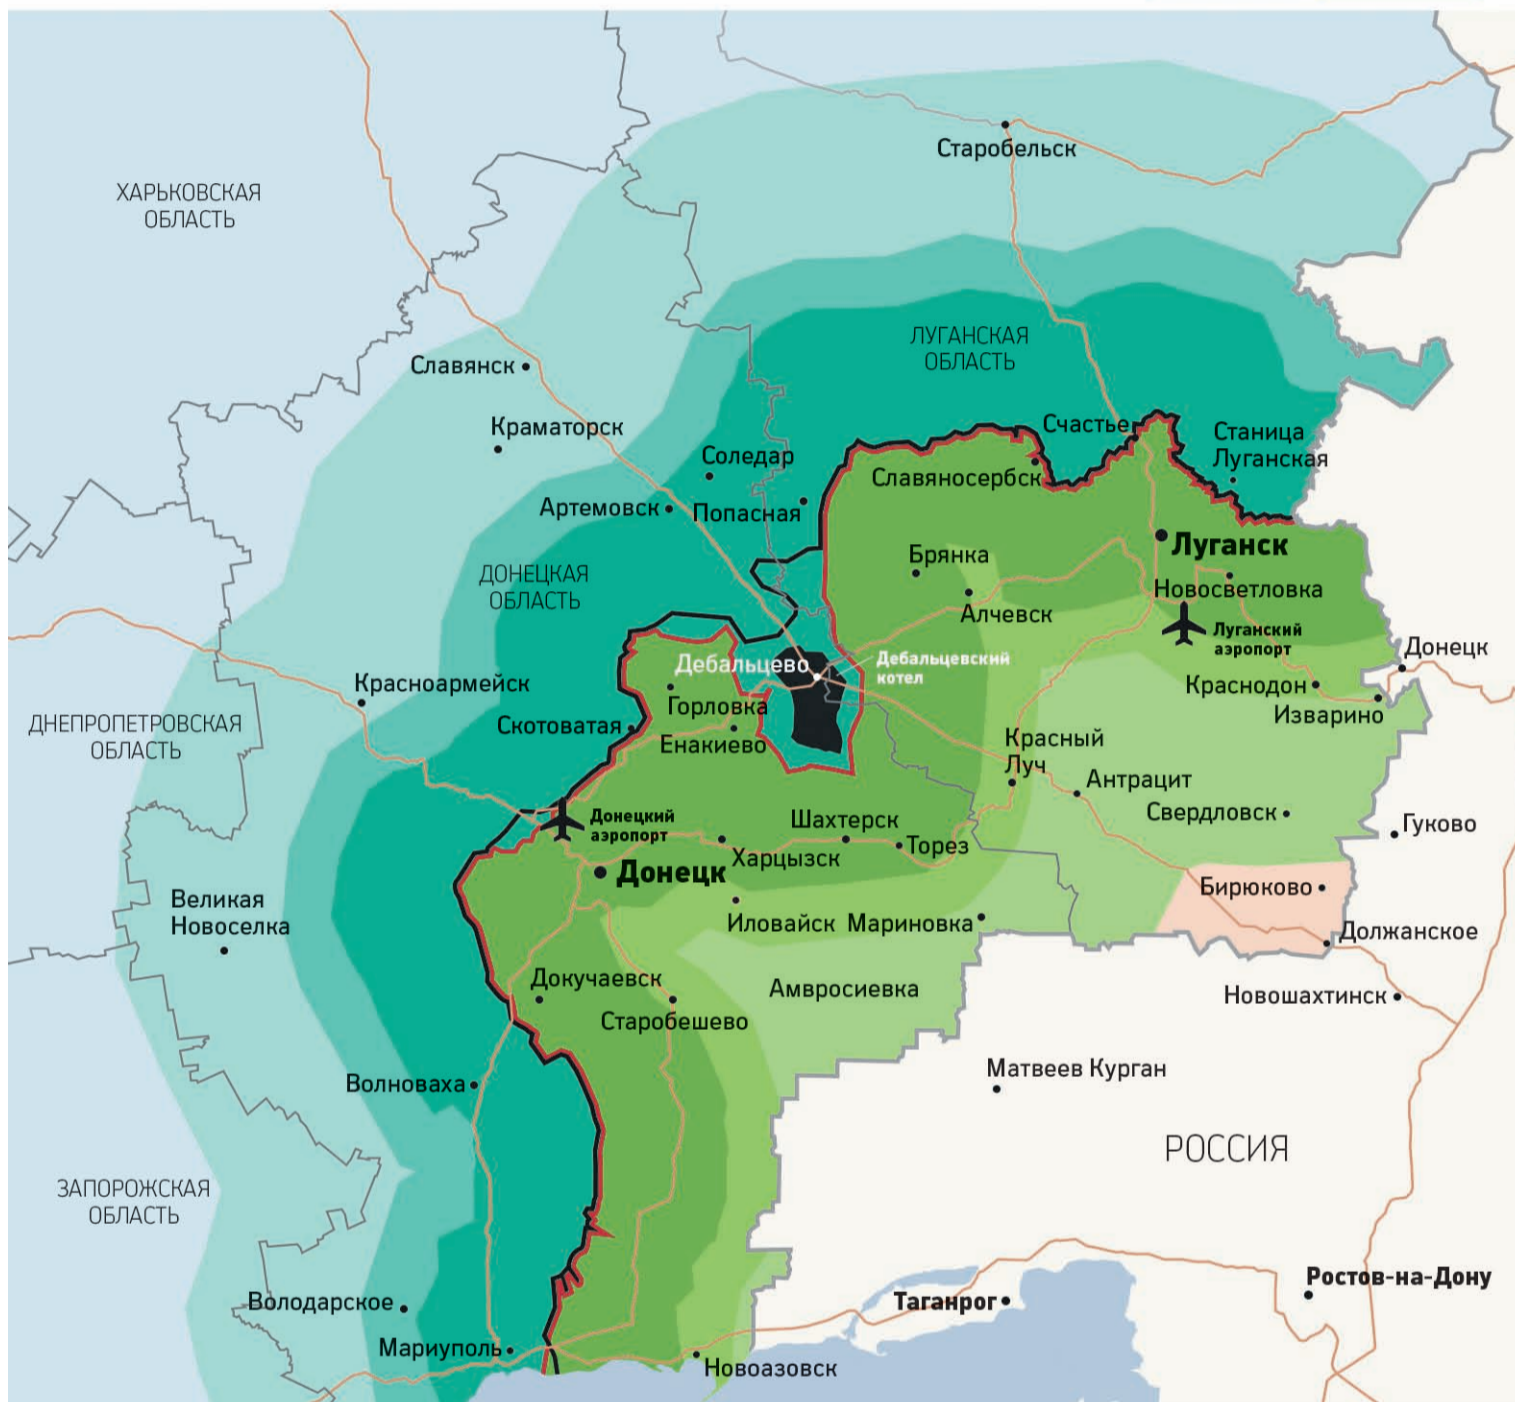 Старобельск
ХАРЬКОВСКАЯ
ОБЛАСТЬ
ЛУГАНСКАЯ
ОБЛАСТЬ
Славянск
Краматорск
Счастье
Станица
Луганская
Соледар
Славяносербск
Артемовск
Попасная
Луганск
Брянка
ДОНЕЦКАЯ
ОБЛАСТЬ
Новосветловка
Алчевск
Луганский
аэропорт
Донецк
Дебальцево
Дебальцевский
котел
Красноармейск
Краснодон
Изварино
Горловка
ДНЕПРОПЕТРОВСКАЯ
ОБЛАСТЬ
Скотоватая
Енакиево
Красный
Луч
Антрацит
Свердловск
Донецкий
аэропорт
Шахтерск
Гуково
Торез
Харцызск
Донецк
Бирюково
Великая
Новоселка
Иловайск
Мариновка
Должанское
Докучаевск
Амвросиевка
Новошахтинск
Старобешево
Матвеев Курган
Волноваха
РОССИЯ
ЗАПОРОЖСКАЯ
ОБЛАСТЬ
Ростов-на-Дону
Володарское
Таганрог
Мариуполь
Новоазовск